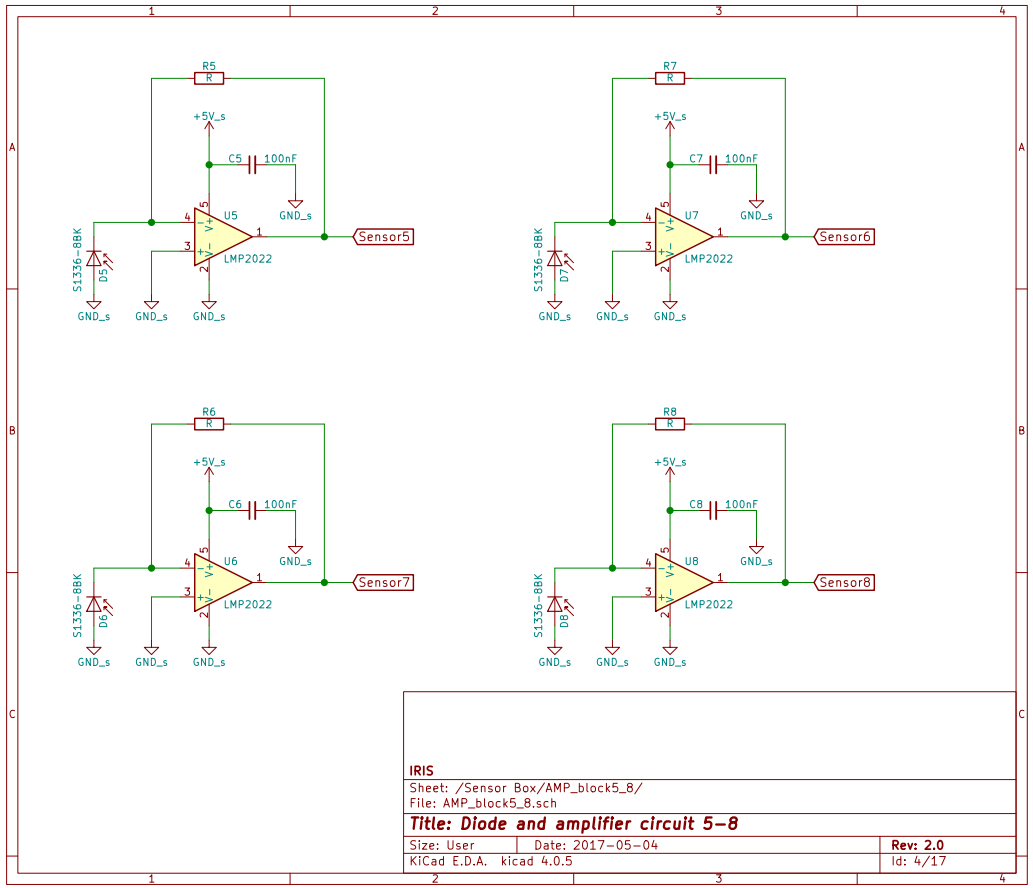 1 2 3 4
A A
B B
C C
R5
R
+5V_s
C5 100nF
GND_s
U5
LMP2022
4
3
5
2
1
V+
V-
Sensor5
S1336-8BK
D5
GND_s GND_s GND_s
R7
R
+5V_s
C7 100nF
GND_s
U7
LMP2022
4
3
5
2
1
V+
V-
Sensor6
S1336-8BK
D7
GND_s GND_s GND_s
R6
R
+5V_s
C6 100nF
GND_s
U6
LMP2022
4
3
5
2
1
V+
V-
Sensor7
S1336-8BK
D6
GND_s GND_s GND_s
R8
R
+5V_s
C8 100nF
GND_s
U8
LMP2022
4
3
5
2
1
V+
V-
Sensor8
S1336-8BK
D8
GND_s GND_s GND_s
IRIS
Sheet: /Sensor Box/AMP_block5_8/
File: AMP_block5_8.sch
Title: Diode and amplifier circuit 5-8
Size: User Date: 2017-05-04 Rev: 2.0
KiCad E.D.A. kicad 4.0.5 Id: 4/17
1 2 3 4